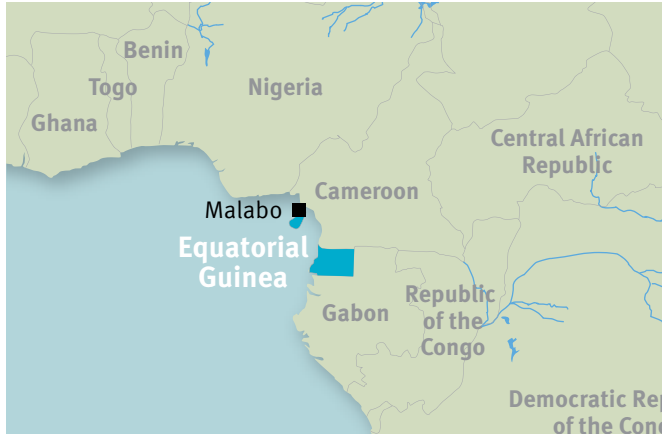 Benin
Togo
Nigeria
Ghana
Central African
Republic
Cameroon
Malabo
Equatorial
Guinea
Republic
of the
Congo
Gabon
Democratic Rep
of the Con